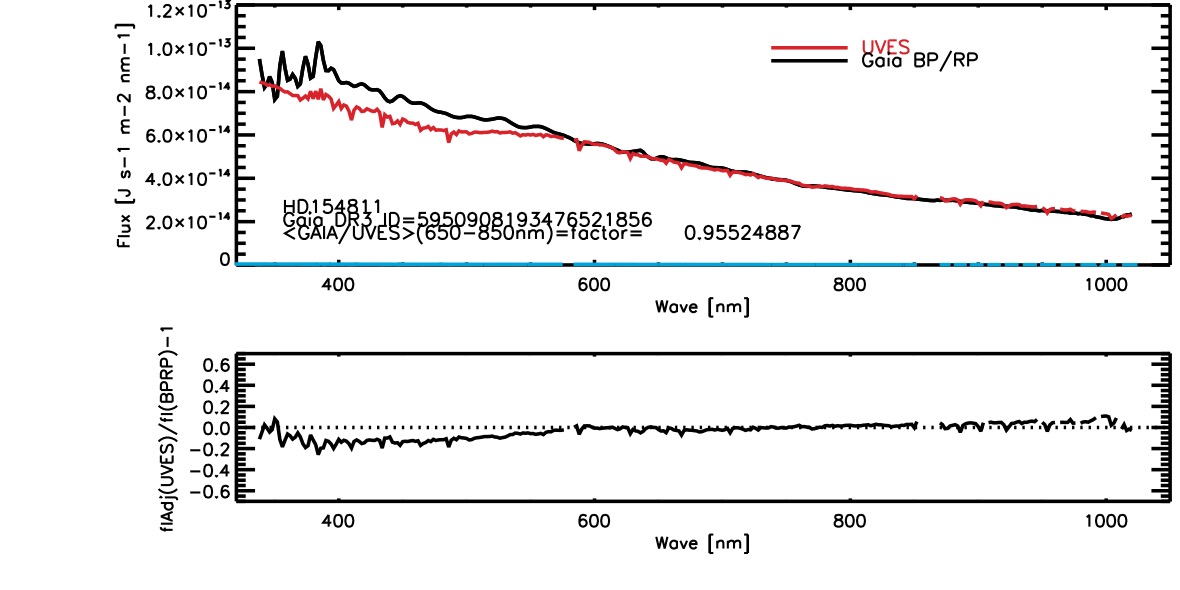 1.2×10−13
1.0×10−13
8.0×10−14
6.0×10−14
4.0×10−14
2.0×10−14
0
Flux [J s−1 m−2 nm−1]
UVES
Gaia BP/RP
HD154811
Gaia DR3 ID=5950908193476521856
<GAIA/UVES>(650−850nm)=factor= 0.95524887
400 600 800 1000
Wave [nm]
flAdj(UVES)/fl(BPRP)−1
0.6
0.4
0.2
0.0
−0.2
−0.4
−0.6
400 600 800 1000
Wave [nm]